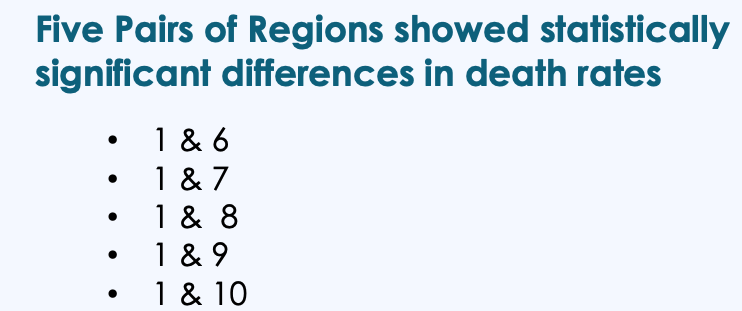 Five Pairs of Regions showed statistically
significant differences in death rates
• 1 & 6
• 1 & 7
• 1 &  8
• 1 & 9
• 1 & 10